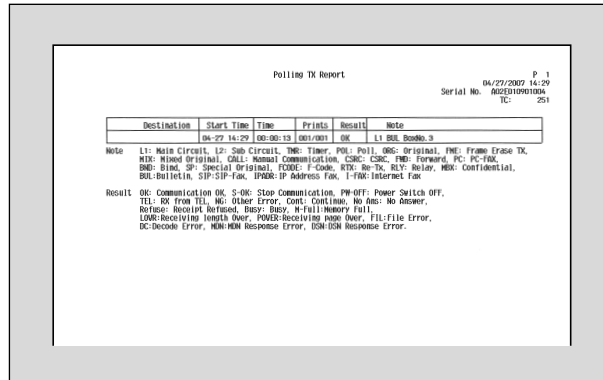 Polling TX Report
P 1
04/27/2007 14:29
Serial No. A02E010901004
TC: 251
Destination Start Time Time Prints Result Note
04-27 14:29 00:00:13 001/001 OK L1 BUL BoxNo.3
Note L1: Main Circuit, L2: Sub Circuit, TMR: Timer, POL: Poll, ORG: Original, FME: Frame Erase TX,
MIX: Mixed Original, CALL: Manual Communication, CSRC: CSRC, FWD: Forward, PC: PC-FAX,
BND: Bind, SP: Special Original, FCODE: F-Code, RTX: Re-Tx, RLY: Relay, MBX: Confidential,
BUL:Bulletin, SIP:SIP-Fax, IPADR:IP Address Fax, I-FAX:Internet Fax
Result OK: Communication OK, S-OK: Stop Communication, PW-OFF: Power Switch OFF,
TEL: RX from TEL, NG: Other Error, Cont: Continue, No Ans: No Answer,
Refuse: Receipt Refused, Busy: Busy, M-Full:Memory Full,
LOVR:Receiving length Over, POVER:Receiving page Over, FIL:File Error,
DC:Decode Error, MDN:MDN Response Error, DSN:DSN Response Error.